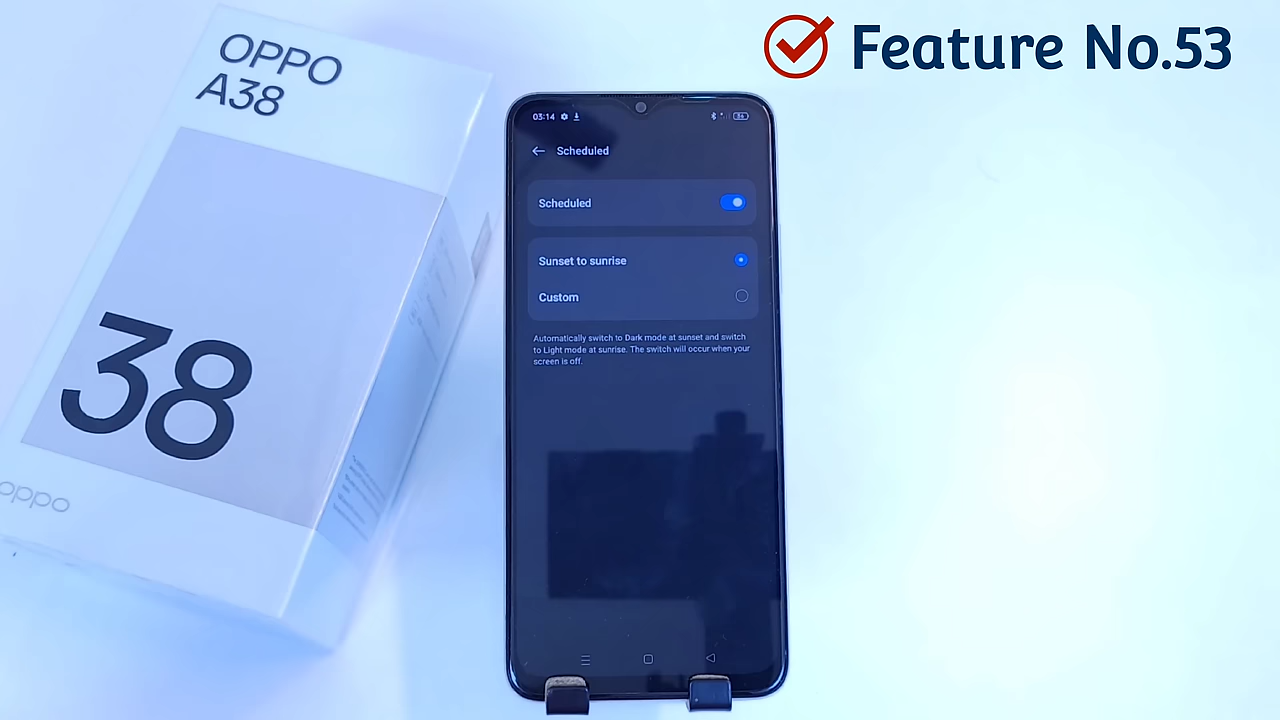 OPPO
A38
38
oppo
Feature No.53
03:14
Scheduled
Scheduled
Sunset to sunrise
Custom
Automatically switch to Dark mode at sunset and switch
to Light mode at sunrise. The switch will occur when your
screen is off.